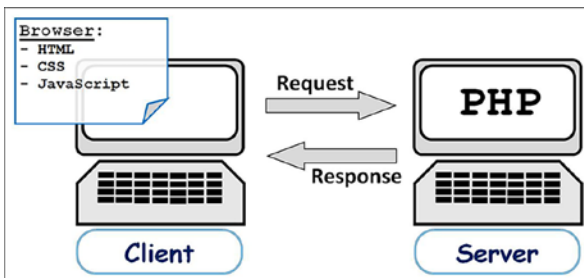 Browser:
- HTML
- CSS
- JavaScript
Request
PHP
Response
Client
Server